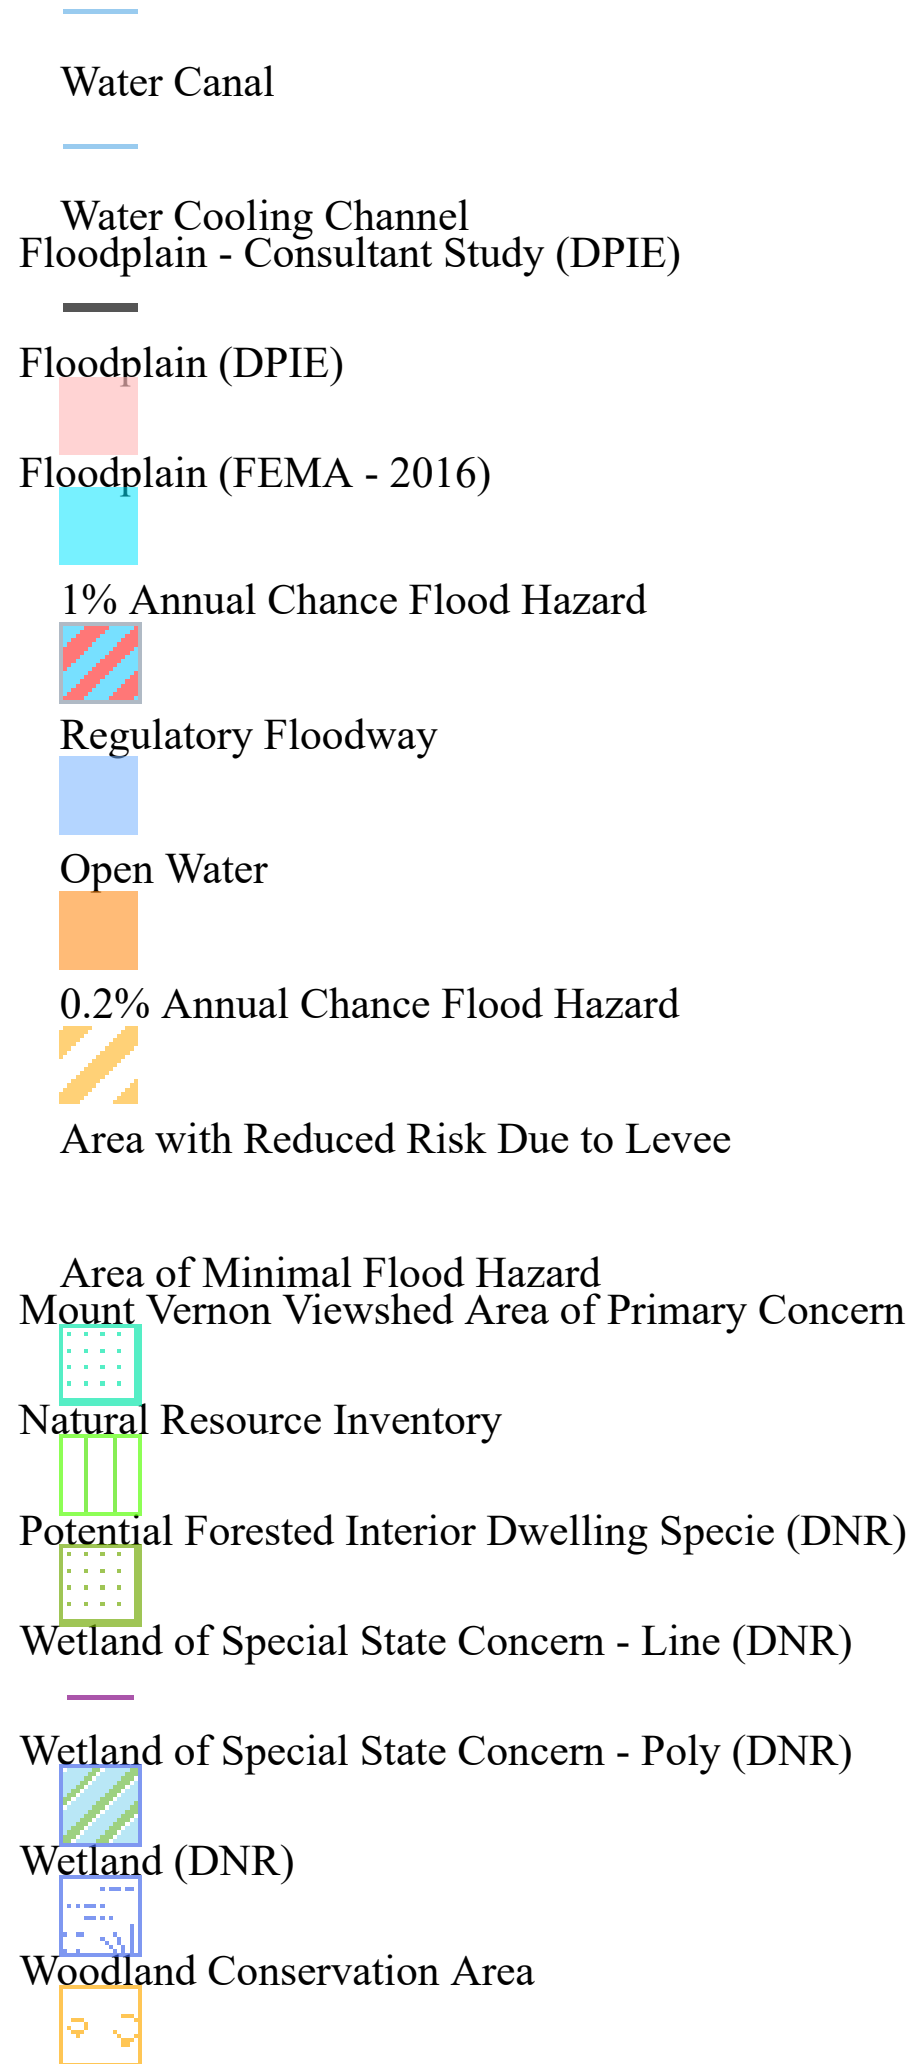 Water Canal
Water Cooling Channel
Floodplain - Consultant Study (DPIE)
Floodplain (DPIE)
Floodplain (FEMA - 2016)
1% Annual Chance Flood Hazard
Regulatory Floodway
Open Water
0.2% Annual Chance Flood Hazard
Area with Reduced Risk Due to Levee
Area of Minimal Flood Hazard
Mount Vernon Viewshed Area of Primary Concern
Natural Resource Inventory
Potential Forested Interior Dwelling Specie (DNR)
Wetland of Special State Concern - Line (DNR)
Wetland of Special State Concern - Poly (DNR)
Wetland (DNR)
Woodland Conservation Area